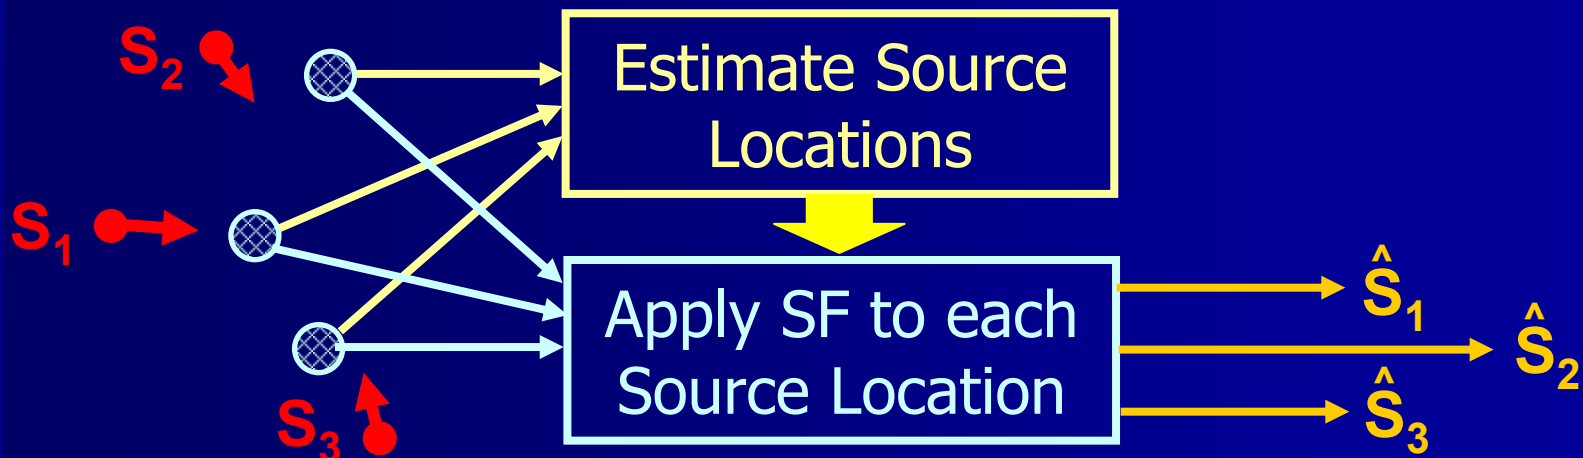 S₂
Estimate Source
Locations
S₁
Apply SF to each
Source Location
Ŝ₁
Ŝ₂
S₃
Ŝ₃